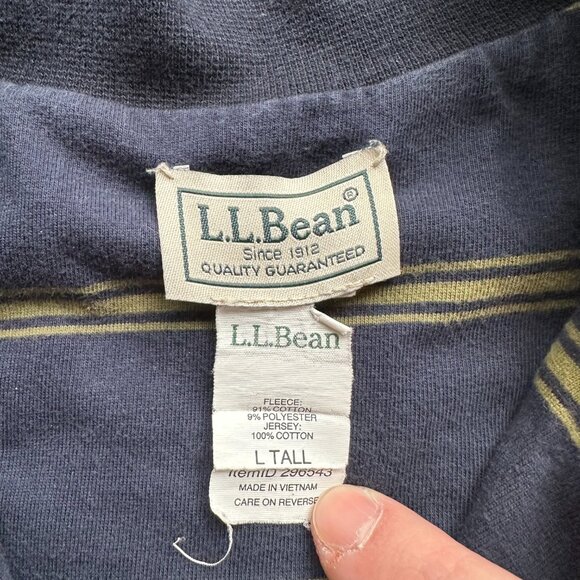 L.L.Bean®
Since 1912
QUALITY GUARANTEED
L.L.Bean
FLEECE:
91% COTTON
9% POLYESTER
JERSEY:
100% COTTON
L TALL
ItemID 296543
MADE IN VIETNAM
CARE ON REVERSE